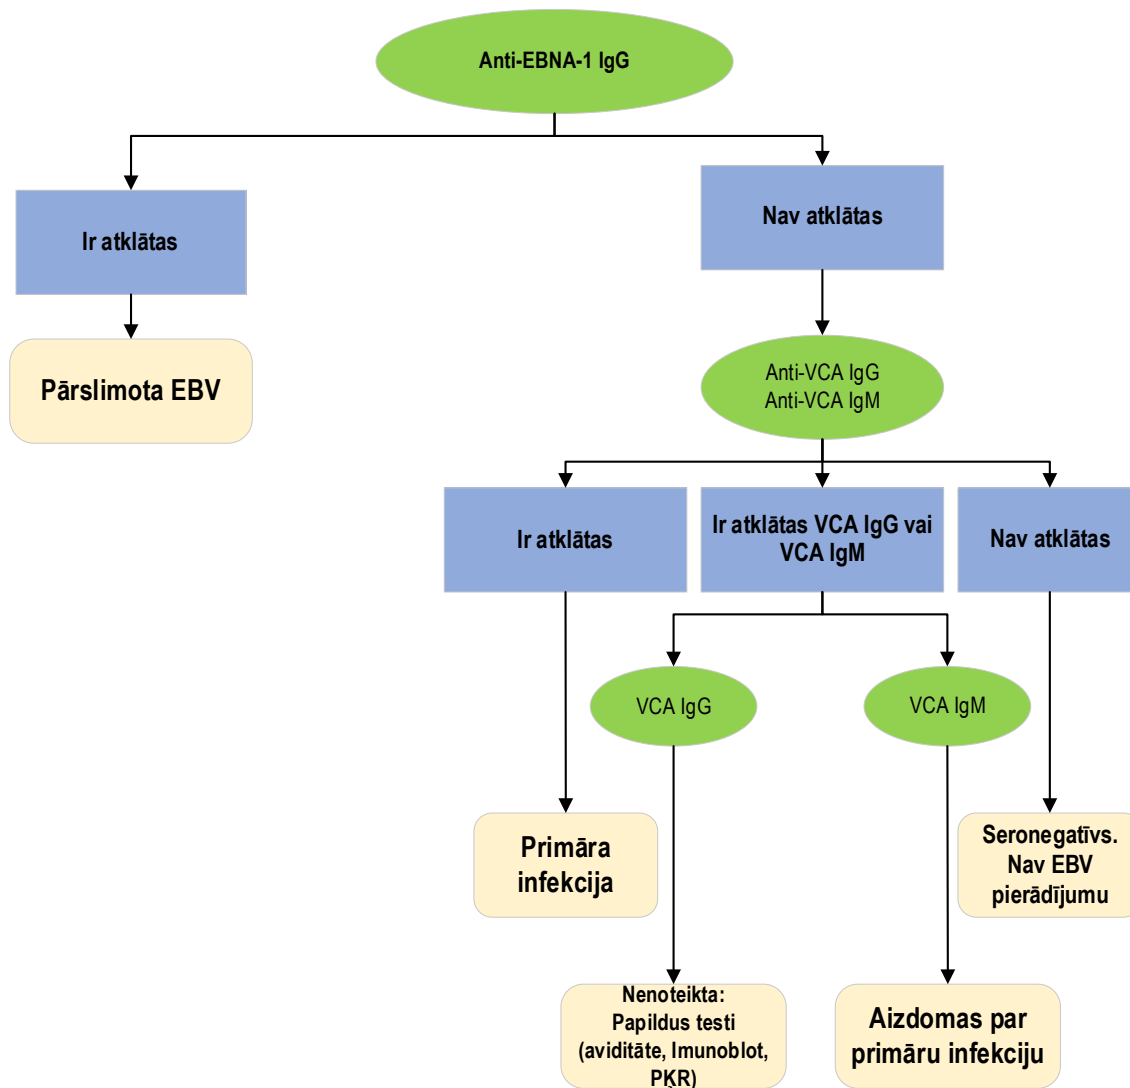 Anti-EBNA-1 IgG
Ir atklātas
Nav atklātas
Pārslimota EBV
Anti-VCA IgG
Anti-VCA IgM
Ir atklātas
Ir atklātas VCA IgG vai
VCA IgM
Nav atklātas
VCA IgG
VCA IgM
Primāra
infekcija
Seronegatīvs.
Nav EBV
pierādījumu
Nenoteikta:
Papildus testi
(aviditāte, Imunoblot,
PĶR)
Aizdomas par
primāru infekciju